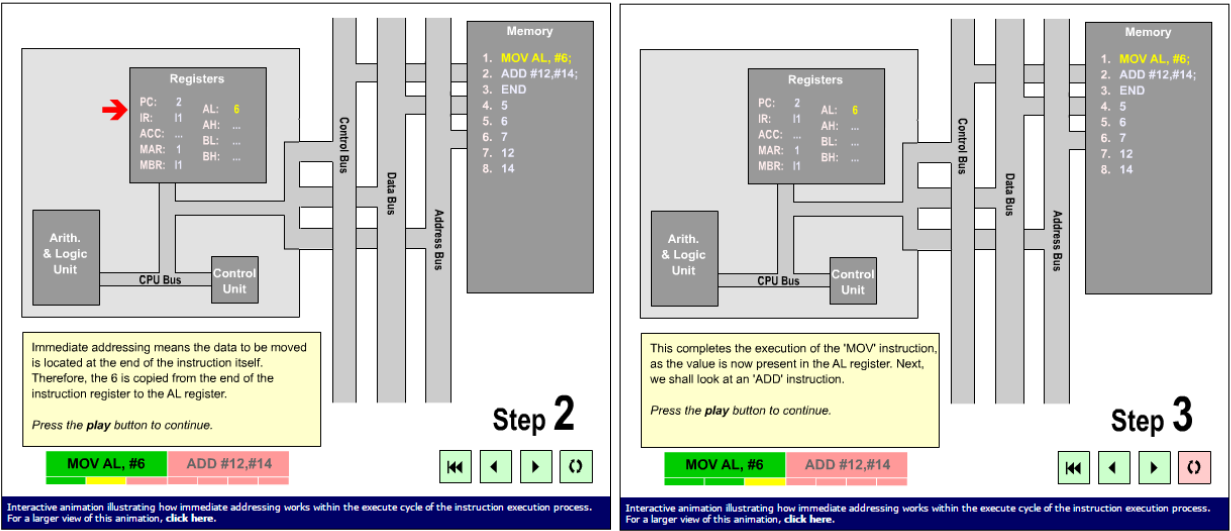 Memory
1. MOV AL, #6;
2. ADD #12,#14;
3. END
4. 5
5. 6
6. 7
7. 12
8. 14
Registers
PC: 2
IR: I1
ACC: ...
MAR: 1
MBR: I1
AL: 6
AH: ...
BL: ...
BH: ...
Control Bus
Data Bus
Address Bus
Arith.
& Logic
Unit
CPU Bus
Control
Unit
Immediate addressing means the data to be moved
is located at the end of the instruction itself.
Therefore, the 6 is copied from the end of the
instruction register to the AL register.
Press the play button to continue.
Step 2
MOV AL, #6 ADD #12,#14
Interactive animation illustrating how immediate addressing works within the execute cycle of the instruction execution process.
For a larger view of this animation, click here.
Memory
1. MOV AL, #6;
2. ADD #12,#14;
3. END
4. 5
5. 6
6. 7
7. 12
8. 14
Registers
PC: 2
IR: I1
ACC: ...
MAR: 1
MBR: I1
AL: 6
AH: ...
BL: ...
BH: ...
Control Bus
Data Bus
Address Bus
Arith.
& Logic
Unit
CPU Bus
Control
Unit
This completes the execution of the 'MOV' instruction,
as the value is now present in the AL register. Next,
we shall look at an 'ADD' instruction.
Press the play button to continue.
Step 3
MOV AL, #6 ADD #12,#14
Interactive animation illustrating how immediate addressing works within the execute cycle of the instruction execution process.
For a larger view of this animation, click here.